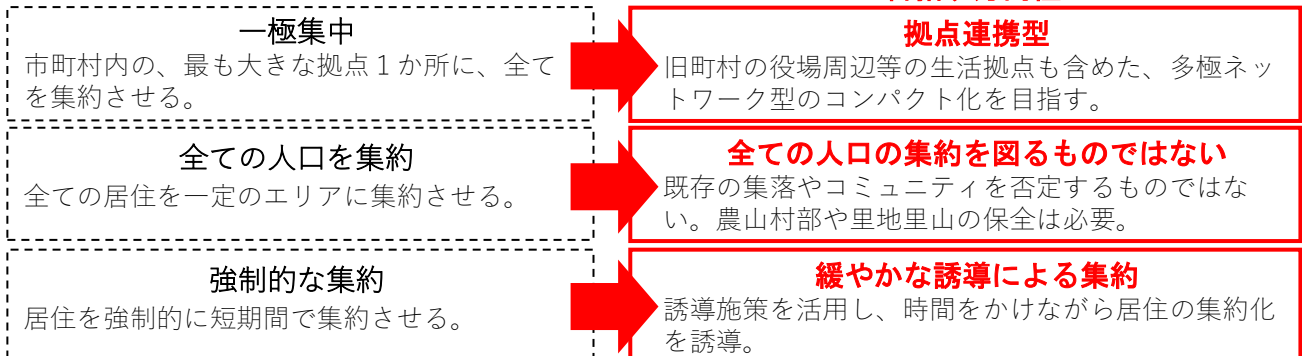 一極集中
市町村内の、最も大きな拠点１か所に、全て
を集約させる。
拠点連携型
旧町村の役場周辺等の生活拠点も含めた、多極ネッ
トワーク型のコンパクト化を目指す。
全ての人口を集約
全ての居住を一定のエリアに集約させる。
全ての人口の集約を図るものではない
既存の集落やコミュニティを否定するものではな
い。農山村部や里地里山の保全は必要。
強制的な集約
居住を強制的に短期間で集約させる。
緩やかな誘導による集約
誘導施策を活用し、時間をかけながら居住の集約化
を誘導。